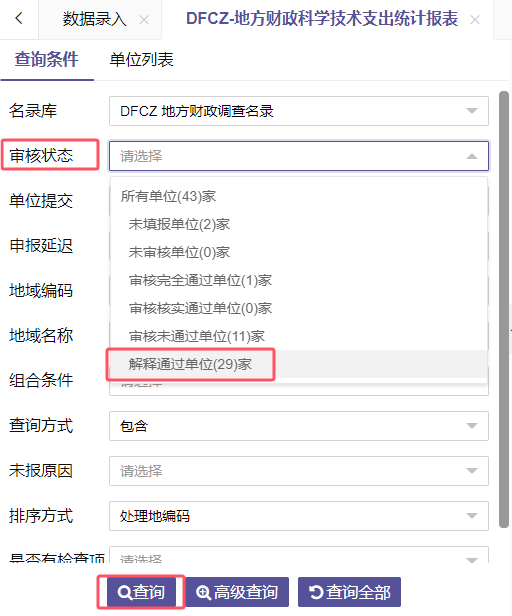 数据录入
DFCZ-地方财政科学技术支出统计报表
查询条件 单位列表
名录库 DFCZ 地方财政调查名录
审核状态 请选择
所有单位(43)家
单位提交
未填报单位(2)家
申报延迟
未审核单位(0)家
审核完全通过单位(1)家
地域编码
审核核实通过单位(0)家
地域名称
审核未通过单位(11)家
解释通过单位(29)家
组合条件
查询方式 包含
未报原因 请选择
排序方式 处理地编码
是否有检查项 请选择
查询 高级查询 查询全部